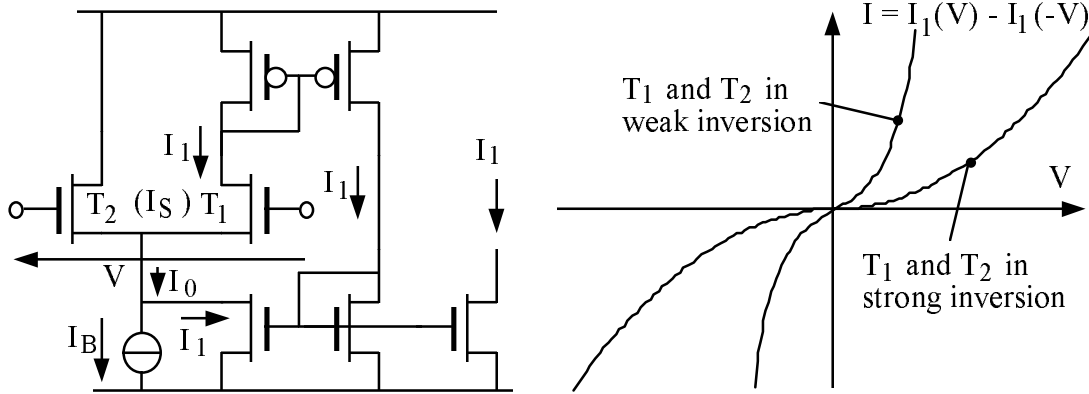 I1
T2 (IS) T1
I1
I1
V
I0
I1
IB
I = I1(V) - I1(-V)
T1 and T2 in
weak inversion
V
T1 and T2 in
strong inversion